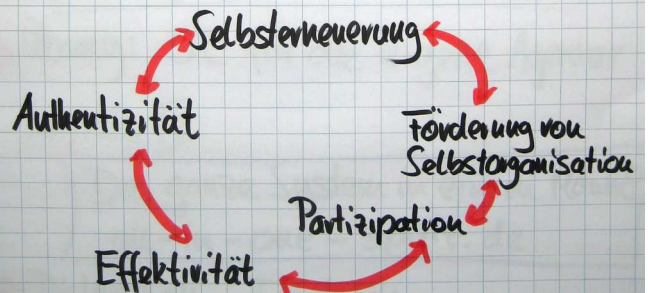 Selbsterneuerung
Authentizität
Förderung von
Selbstorganisation
Partizipation
Effektivität